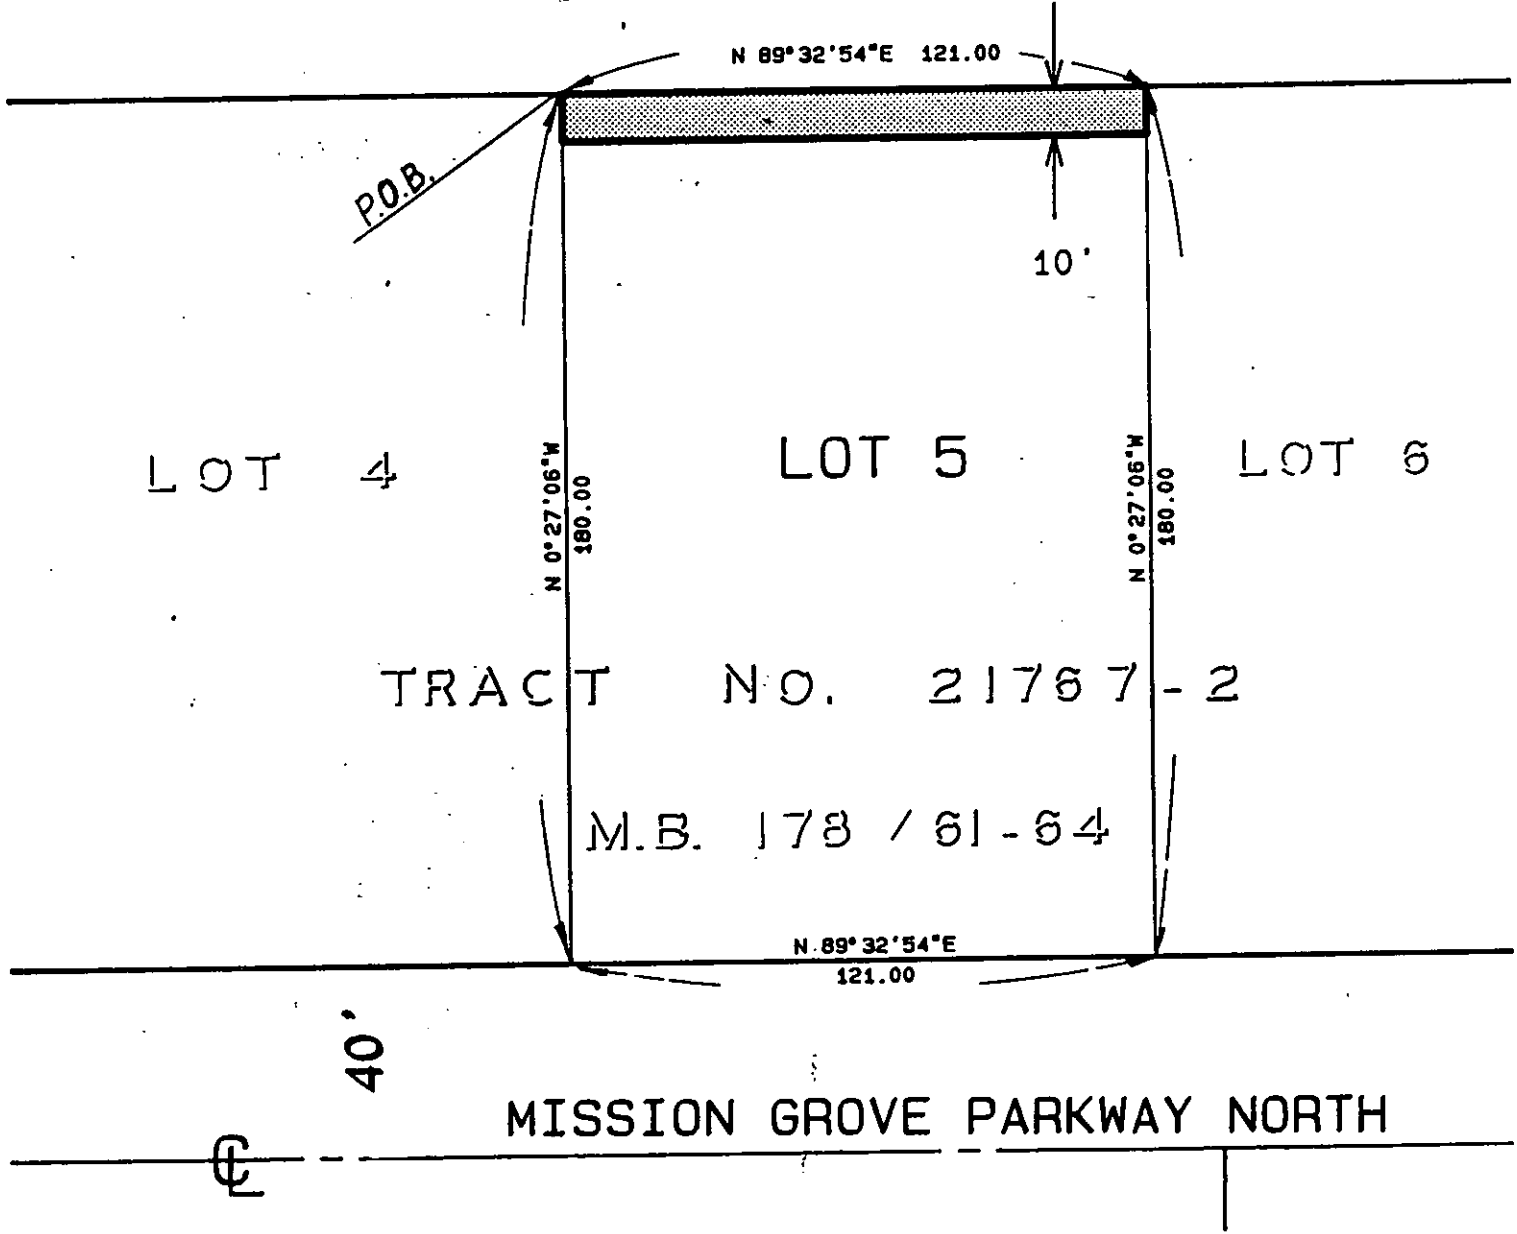 N 89°32'54"E 121.00
P.O.B.
10'
LOT 4
LOT 5
LOT 6
N 0°27'06"W
180.00
N 0°27'06"W
180.00
TRACT NO. 21767-2
M.B. 178 / 61-64
N 89°32'54"E
121.00
40'
MISSION GROVE PARKWAY NORTH
℄